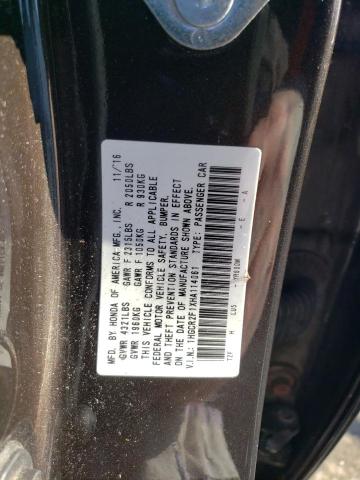 MFD. BY HONDA OF AMERICA MFG., INC. 11/16
GVWR 4321LBS GAWR F 2315LBS R 2050LBS
GVWR 1960KG GAWR F 1050KG R 930KG
THIS VEHICLE CONFORMS TO ALL APPLICABLE
FEDERAL MOTOR VEHICLE SAFETY, BUMPER,
AND THEFT PREVENTION STANDARDS IN EFFECT
ON THE DATE OF MANUFACTURE SHOWN ABOVE.
V.I.N.: 1HGCR2F1XHA114061 TYPE: PASSENGER CAR
T2F H - E - A